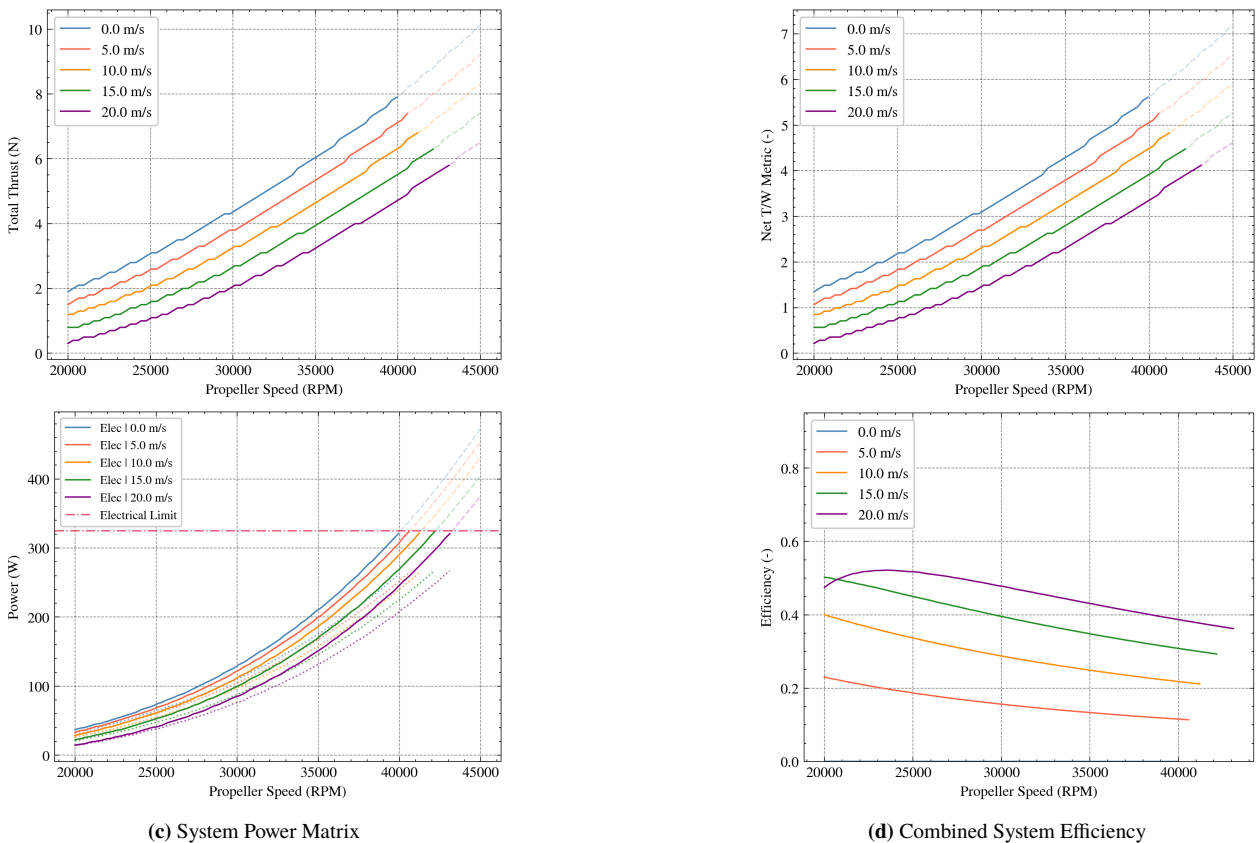 10
8
6
4
2
0
Total Thrust (N)
0.0 m/s
5.0 m/s
10.0 m/s
15.0 m/s
20.0 m/s
20000 25000 30000 35000 40000 45000
Propeller Speed (RPM)
7
6
5
4
3
2
1
0
Net T/W Metric (-)
0.0 m/s
5.0 m/s
10.0 m/s
15.0 m/s
20.0 m/s
20000 25000 30000 35000 40000 45000
Propeller Speed (RPM)
400
300
200
100
0
Power (W)
Elec | 0.0 m/s
Elec | 5.0 m/s
Elec | 10.0 m/s
Elec | 15.0 m/s
Elec | 20.0 m/s
Electrical Limit
20000 25000 30000 35000 40000 45000
Propeller Speed (RPM)
(c) System Power Matrix
0.8
0.6
0.4
0.2
0.0
Efficiency (-)
0.0 m/s
5.0 m/s
10.0 m/s
15.0 m/s
20.0 m/s
20000 25000 30000 35000 40000
Propeller Speed (RPM)
(d) Combined System Efficiency